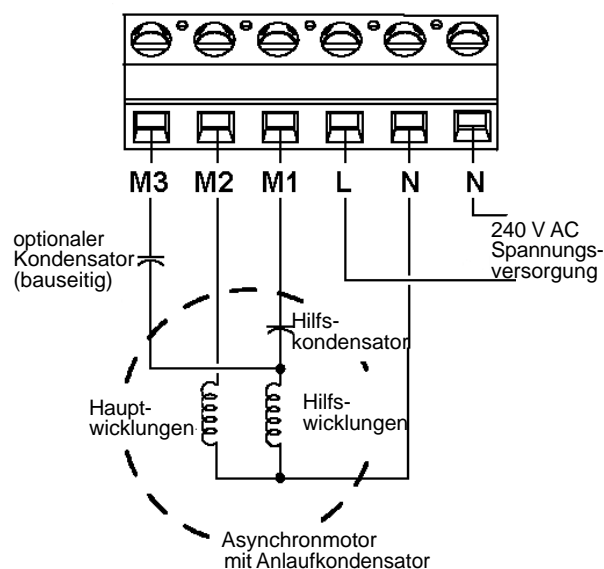 M3 M2 M1 L N N
240 V AC
Spannungs-
versorgung
optionaler
Kondensator
(bauseitig)
Hilfs-
kondensator
Haupt-
wicklungen
Hilfs-
wicklungen
Asynchronmotor
mit Anlaufkondensator